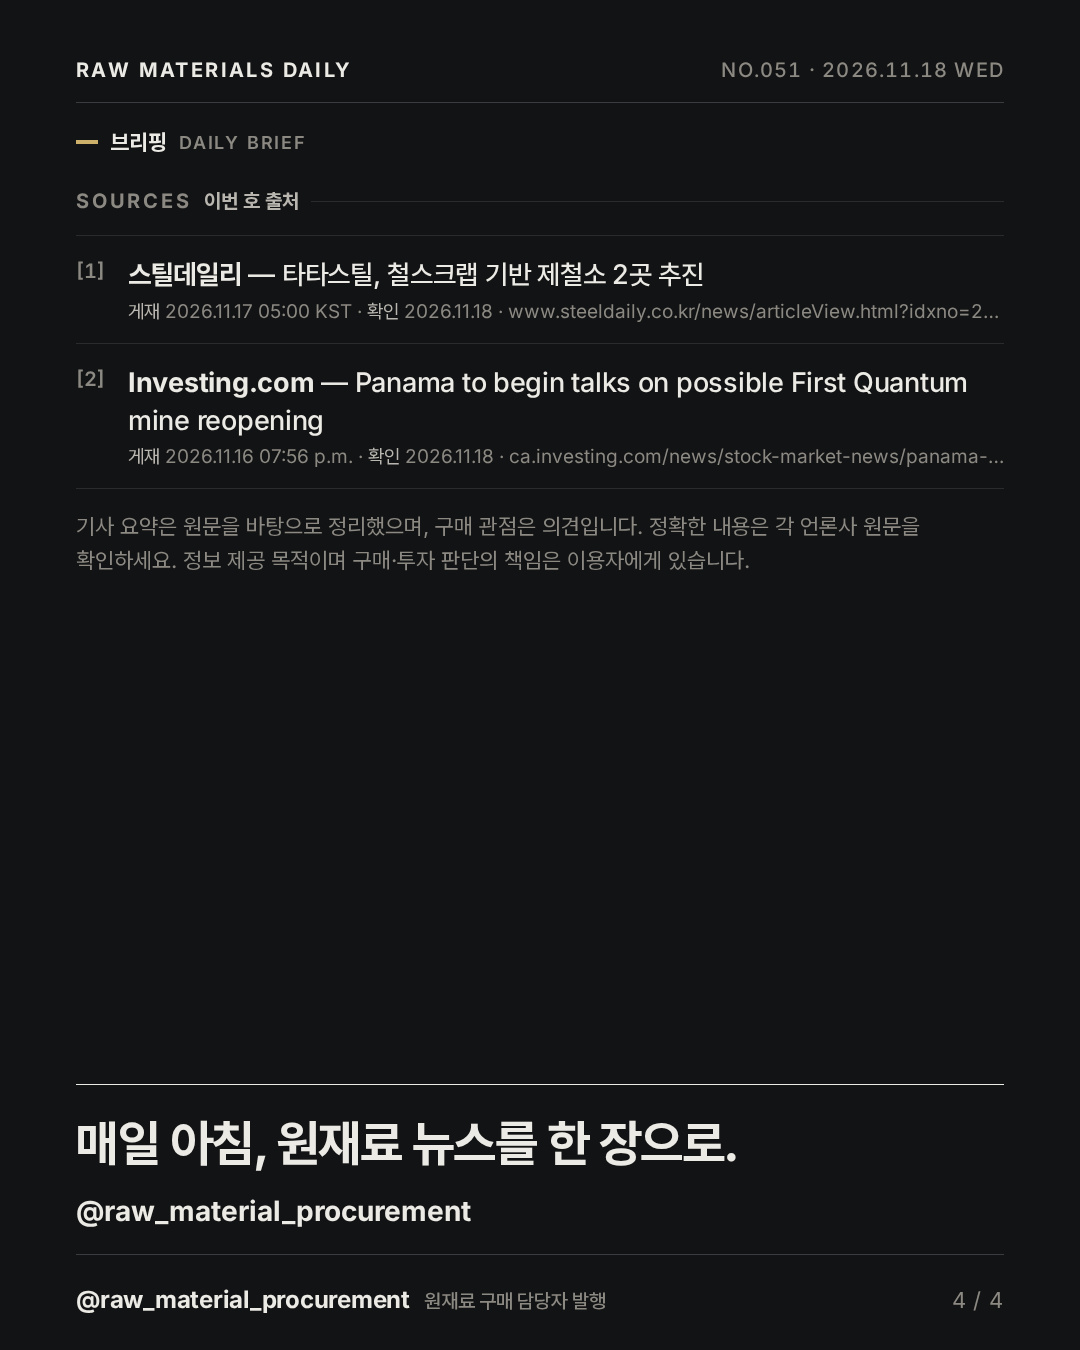 RAW MATERIALS DAILY
NO.051 · 2026.11.18 WED
브리핑 DAILY BRIEF
SOURCES 이번 호 출처
[1] 스틸데일리 — 타타스틸, 철스크랩 기반 제철소 2곳 추진
게재 2026.11.17 05:00 KST · 확인 2026.11.18 · www.steeldaily.co.kr/news/articleView.html?idxno=2...
[2] Investing.com — Panama to begin talks on possible First Quantum
mine reopening
게재 2026.11.16 07:56 p.m. · 확인 2026.11.18 · ca.investing.com/news/stock-market-news/panama-...
기사 요약은 원문을 바탕으로 정리했으며, 구매 관점은 의견입니다. 정확한 내용은 각 언론사 원문을
확인하세요. 정보 제공 목적이며 구매·투자 판단의 책임은 이용자에게 있습니다.
매일 아침, 원재료 뉴스를 한 장으로.
@raw_material_procurement
@raw_material_procurement 원재료 구매 담당자 발행
4 / 4